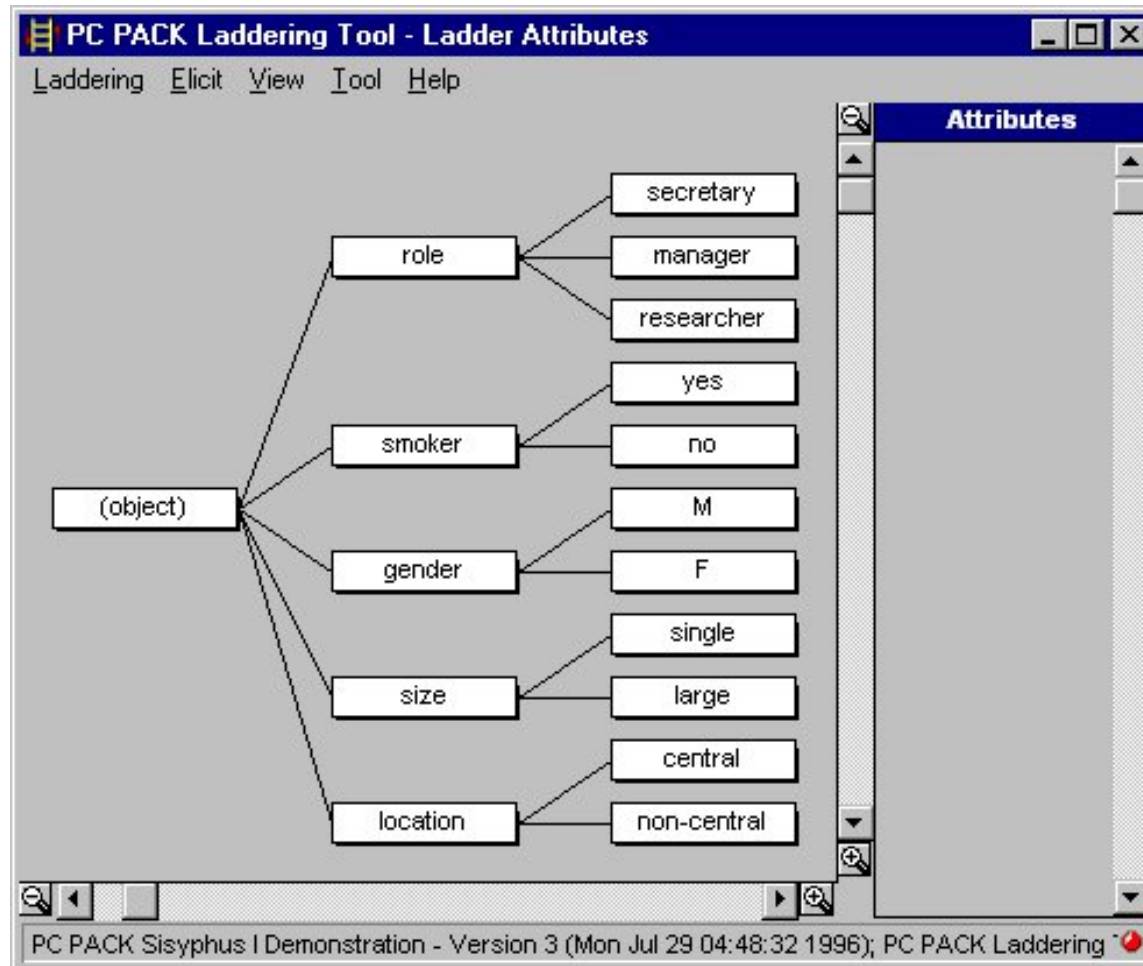 PC PACK Laddering Tool - Ladder Attributes
Laddering Elicit View Tool Help
Attributes
secretary
role
manager
researcher
yes
smoker
no
(object)
M
gender
F
single
size
large
central
location
non-central
PC PACK Sisyphus I Demonstration - Version 3 (Mon Jul 29 04:48:32 1996); PC PACK Laddering